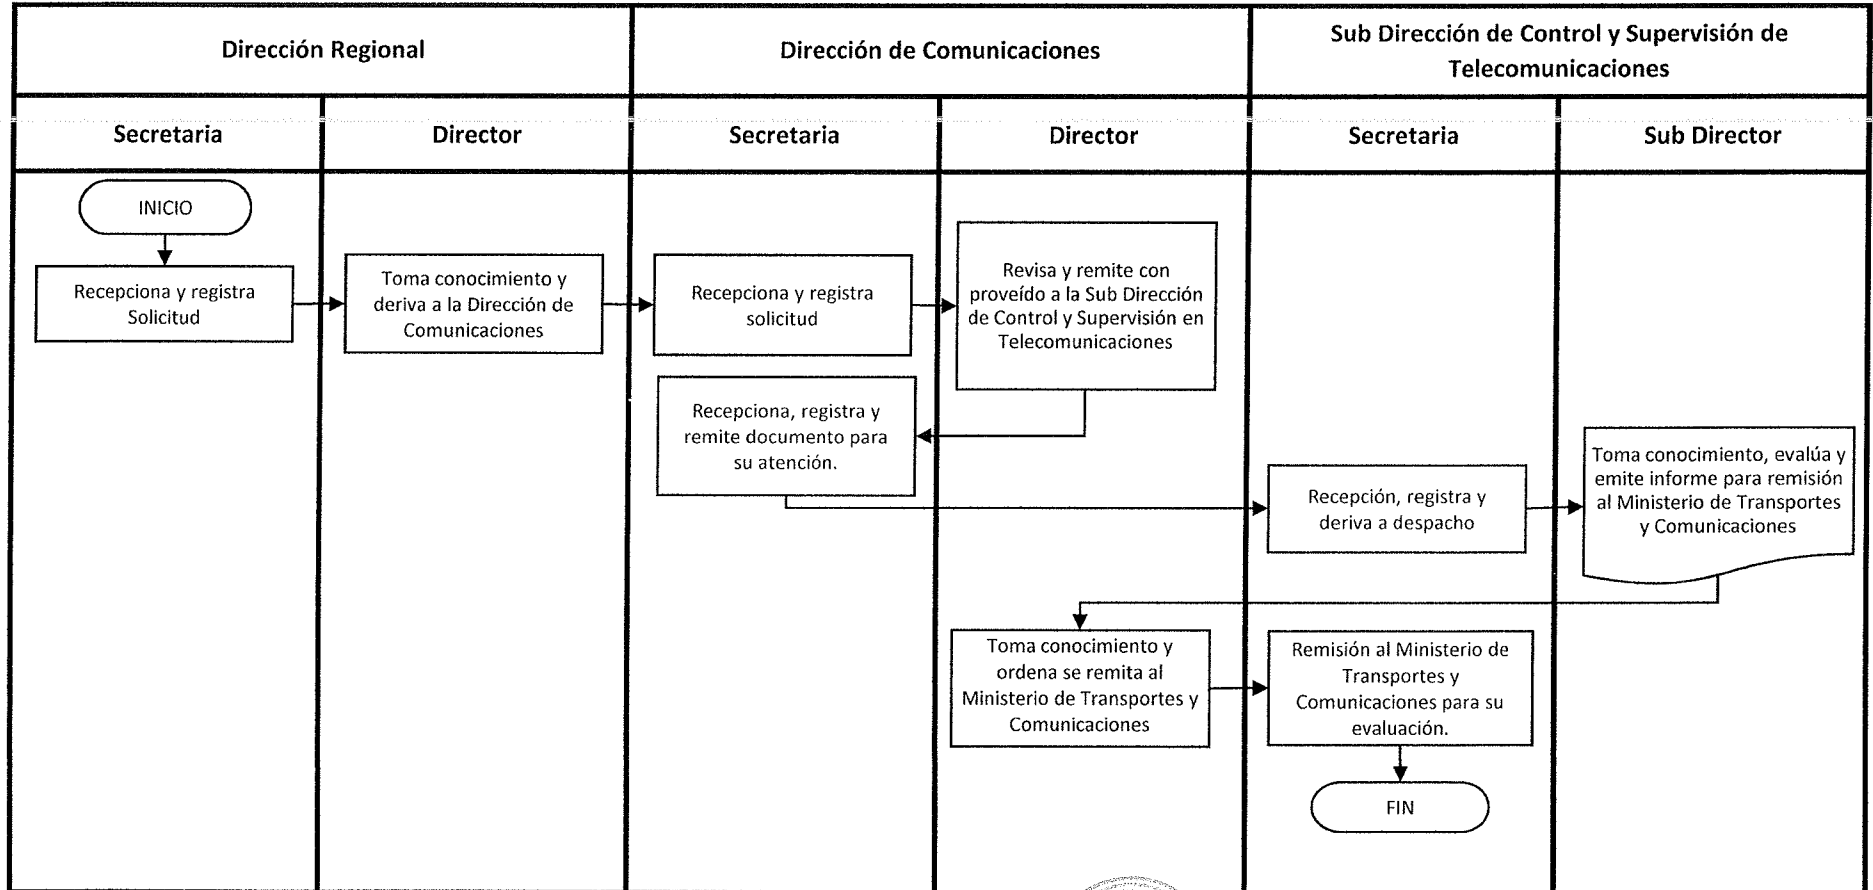 Dirección Regional
Dirección de Comunicaciones
Sub Dirección de Control y Supervisión de
Telecomunicaciones
Secretaria
Director
Secretaria
Director
Secretaria
Sub Director
INICIO
Recepciona y registra
Solicitud
Toma conocimiento y
deriva a la Dirección de
Comunicaciones
Recepciona y registra
solicitud
Revisa y remite con
proveído a la Sub Dirección
de Control y Supervisión en
Telecomunicaciones
Recepciona, registra y
remite documento para
su atención.
Recepción, registra y
deriva a despacho
Toma conocimiento, evalúa y
emite informe para remisión
al Ministerio de Transportes
y Comunicaciones
Toma conocimiento y
ordena se remita al
Ministerio de Transportes y
Comunicaciones
Remisión al Ministerio de
Transportes y
Comunicaciones para su
evaluación.
FIN